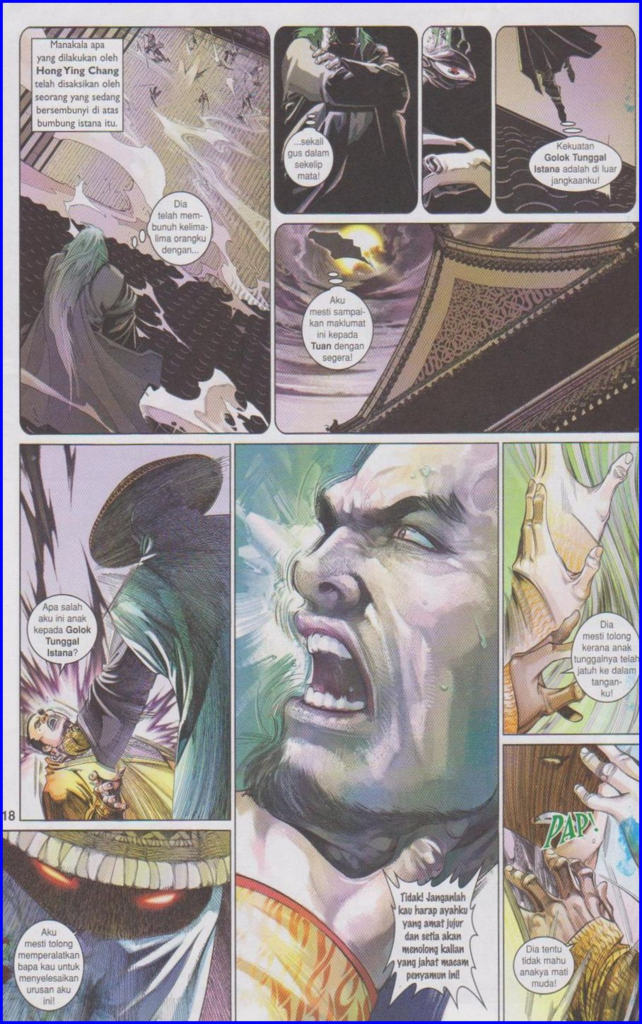 Manakala apa
yang dilakukan oleh
Hong Ying Chang
telah disaksikan oleh
seorang yang sedang
bersembunyi di atas
bumbung istana itu.
Dia
telah mem-
bunuh kelima-
lima orangku
dengan...
...sekali
gus dalam
sekelip
mata!
Kekuatan
Golok Tunggal
Istana adalah di luar
jangkaanku!
Aku
mesti sampai-
kan maklumat
ini kepada
Tuan dengan
segera!
Apa salah
aku ini anak
kepada Golok
Tunggal
Istana?
Aku
mesti tolong
memperalatkan
bapa kau untuk
menyelesaikan
urusan aku
ini!
Tidak! Janganlah
kau harap ayahku
yang amat jujur
dan setia akan
menolong kalian
yang jahat macam
penyamun ini!
Dia
mesti tolong
kerana anak
tunggalnya telah
jatuh ke dalam
tangan-
ku!
PAP!
Dia tentu
tidak mahu
anakya mati
muda!
18